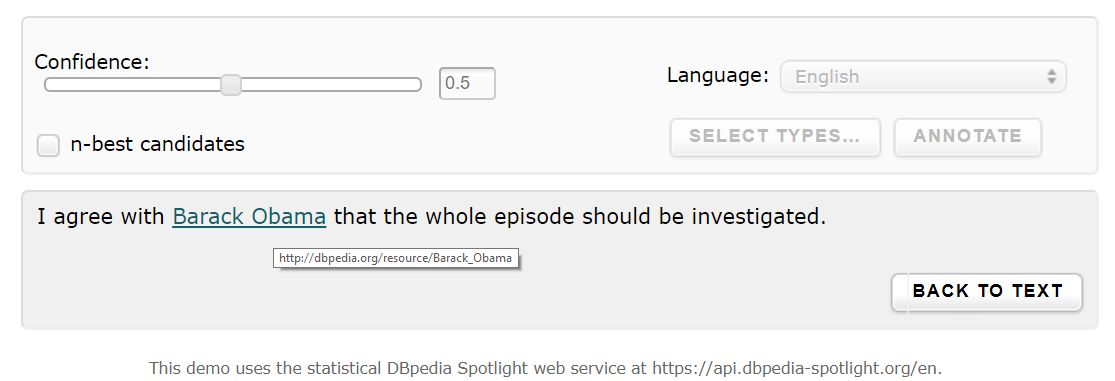 Confidence:
0.5
Language: English
n-best candidates
SELECT TYPES... ANNOTATE
I agree with Barack Obama that the whole episode should be investigated.
http://dbpedia.org/resource/Barack_Obama
BACK TO TEXT
This demo uses the statistical DBpedia Spotlight web service at https://api.dbpedia-spotlight.org/en.